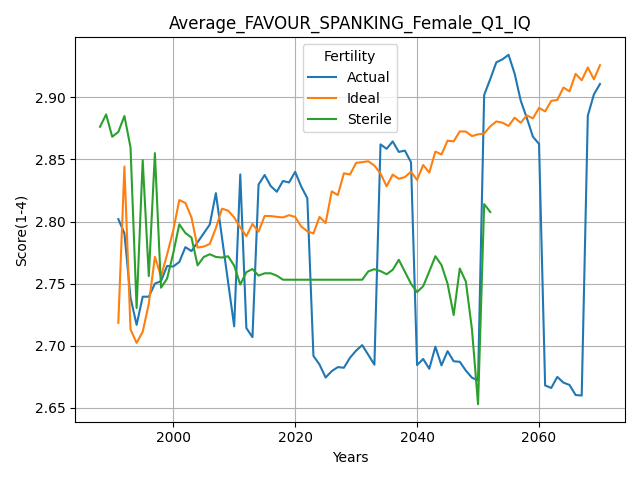 Average_FAVOUR_SPANKING_Female_Q1_IQ
Fertility
Actual
Ideal
Sterile
Score(1-4)
2.90
2.85
2.80
2.75
2.70
2.65
2000
2020
2040
2060
Years